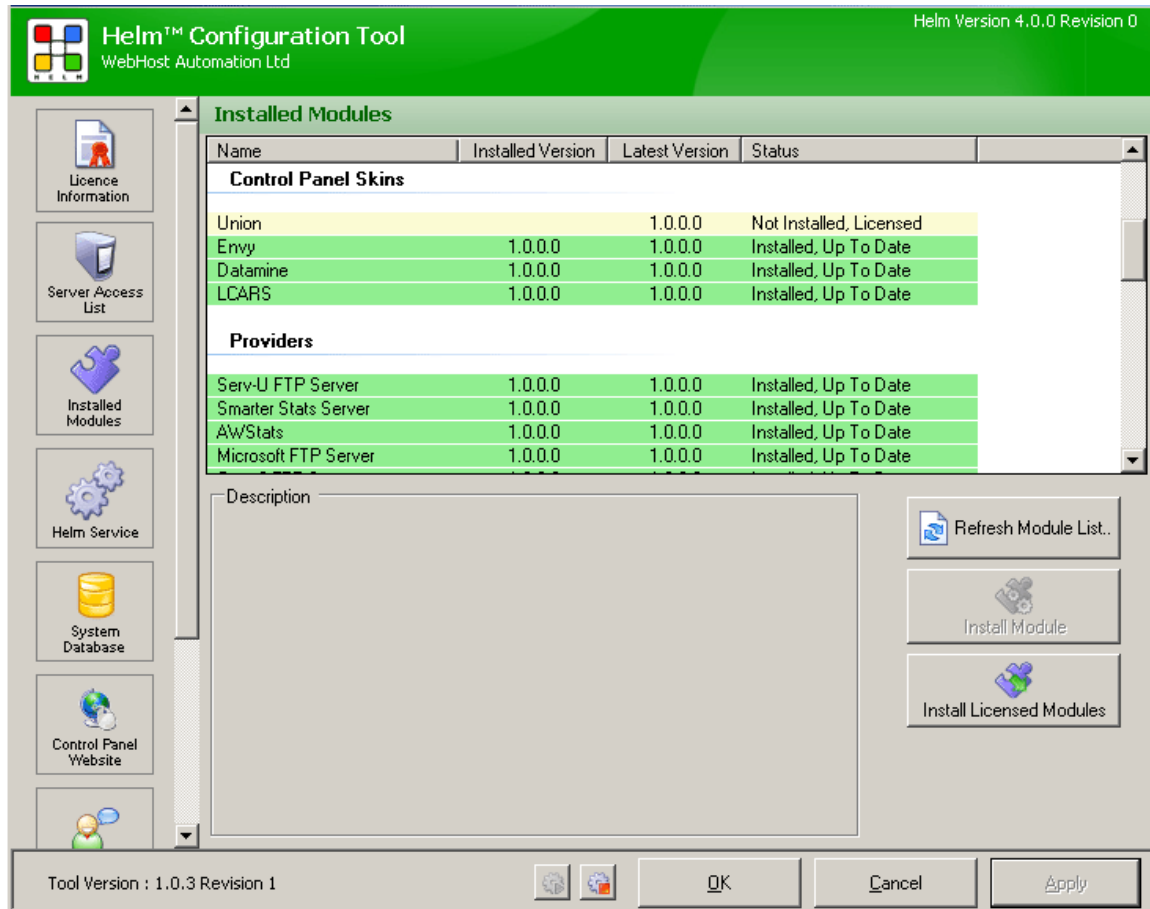 Helm™ Configuration Tool
WebHost Automation Ltd
Helm Version 4.0.0 Revision 0
HELM
Licence Information
Server Access List
Installed Modules
Helm Service
System Database
Control Panel Website
Installed Modules
Name Installed Version Latest Version Status
Control Panel Skins
Union 1.0.0.0 Not Installed, Licensed
Envy 1.0.0.0 1.0.0.0 Installed, Up To Date
Datamine 1.0.0.0 1.0.0.0 Installed, Up To Date
LCARS 1.0.0.0 1.0.0.0 Installed, Up To Date
Providers
Serv-U FTP Server 1.0.0.0 1.0.0.0 Installed, Up To Date
Smarter Stats Server 1.0.0.0 1.0.0.0 Installed, Up To Date
AWStats 1.0.0.0 1.0.0.0 Installed, Up To Date
Microsoft FTP Server 1.0.0.0 1.0.0.0 Installed, Up To Date
Description
Refresh Module List..
Install Module
Install Licensed Modules
Tool Version : 1.0.3 Revision 1
OK
Cancel
Apply